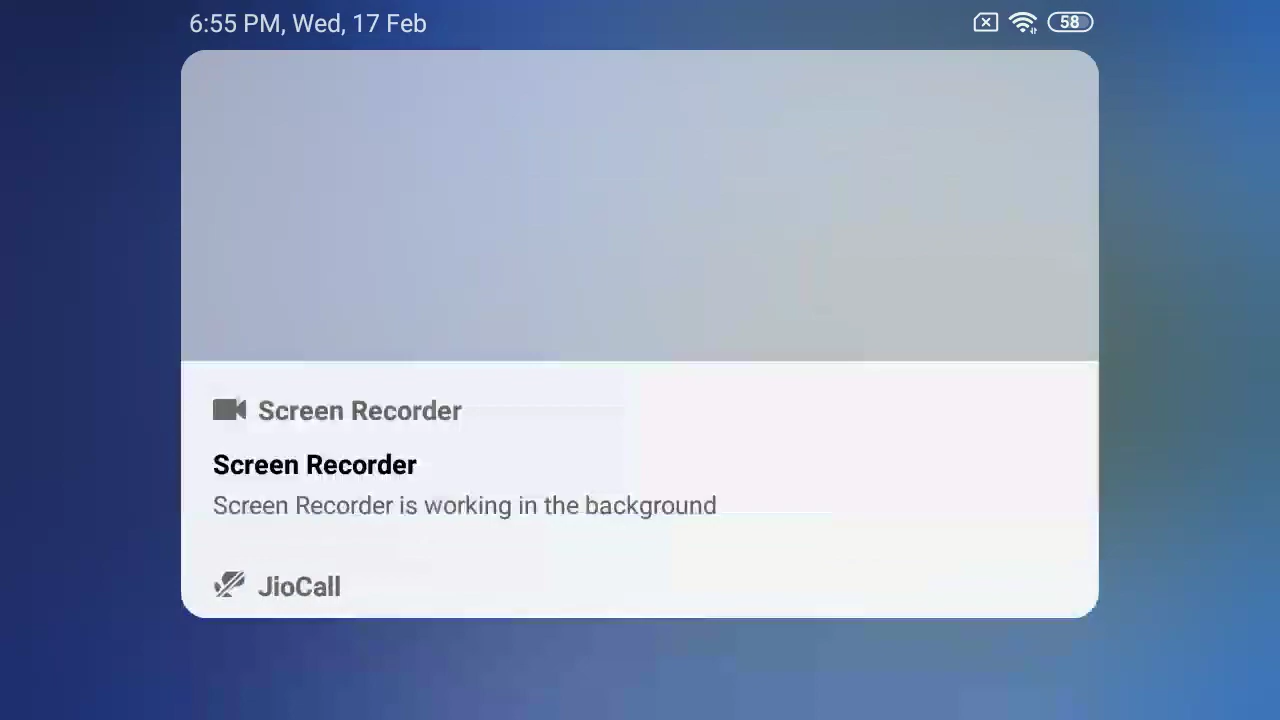 6:55 PM, Wed, 17 Feb 58
Screen Recorder
Screen Recorder
Screen Recorder is working in the background
JioCall